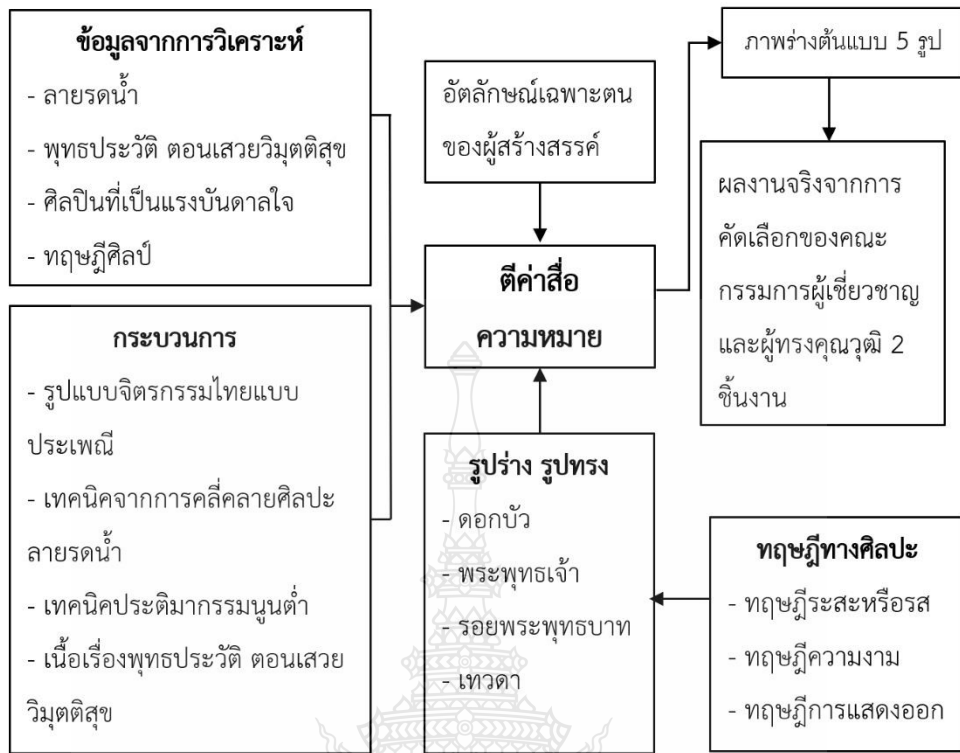 ข้อมูลจากการวิเคราะห์
- ลายรดน้ำ
- พุทธประวัติ ตอนเสวยวิมุตติสุข
- ศิลปินที่เป็นแรงบันดาลใจ
- ทฤษฎีศิลป์
กระบวนการ
- รูปแบบจิตรกรรมไทยแบบ
ประเพณี
- เทคนิคจากการคลี่คลายศิลปะ
ลายรดน้ำ
- เทคนิคประติมากรรมนูนต่ำ
- เนื้อเรื่องพุทธประวัติ ตอนเสวย
วิมุตติสุข
อัตลักษณ์เฉพาะตน
ของผู้สร้างสรรค์
ตีค่าสื่อ
ความหมาย
รูปร่าง รูปทรง
- ดอกบัว
- พระพุทธเจ้า
- รอยพระพุทธบาท
- เทวดา
ภาพร่างต้นแบบ 5 รูป
ผลงานจริงจากการ
คัดเลือกของคณะ
กรรมการผู้เชี่ยวชาญ
และผู้ทรงคุณวุฒิ 2
ชิ้นงาน
ทฤษฎีทางศิลปะ
- ทฤษฎีระสะหรือรส
- ทฤษฎีความงาม
- ทฤษฎีการแสดงออก